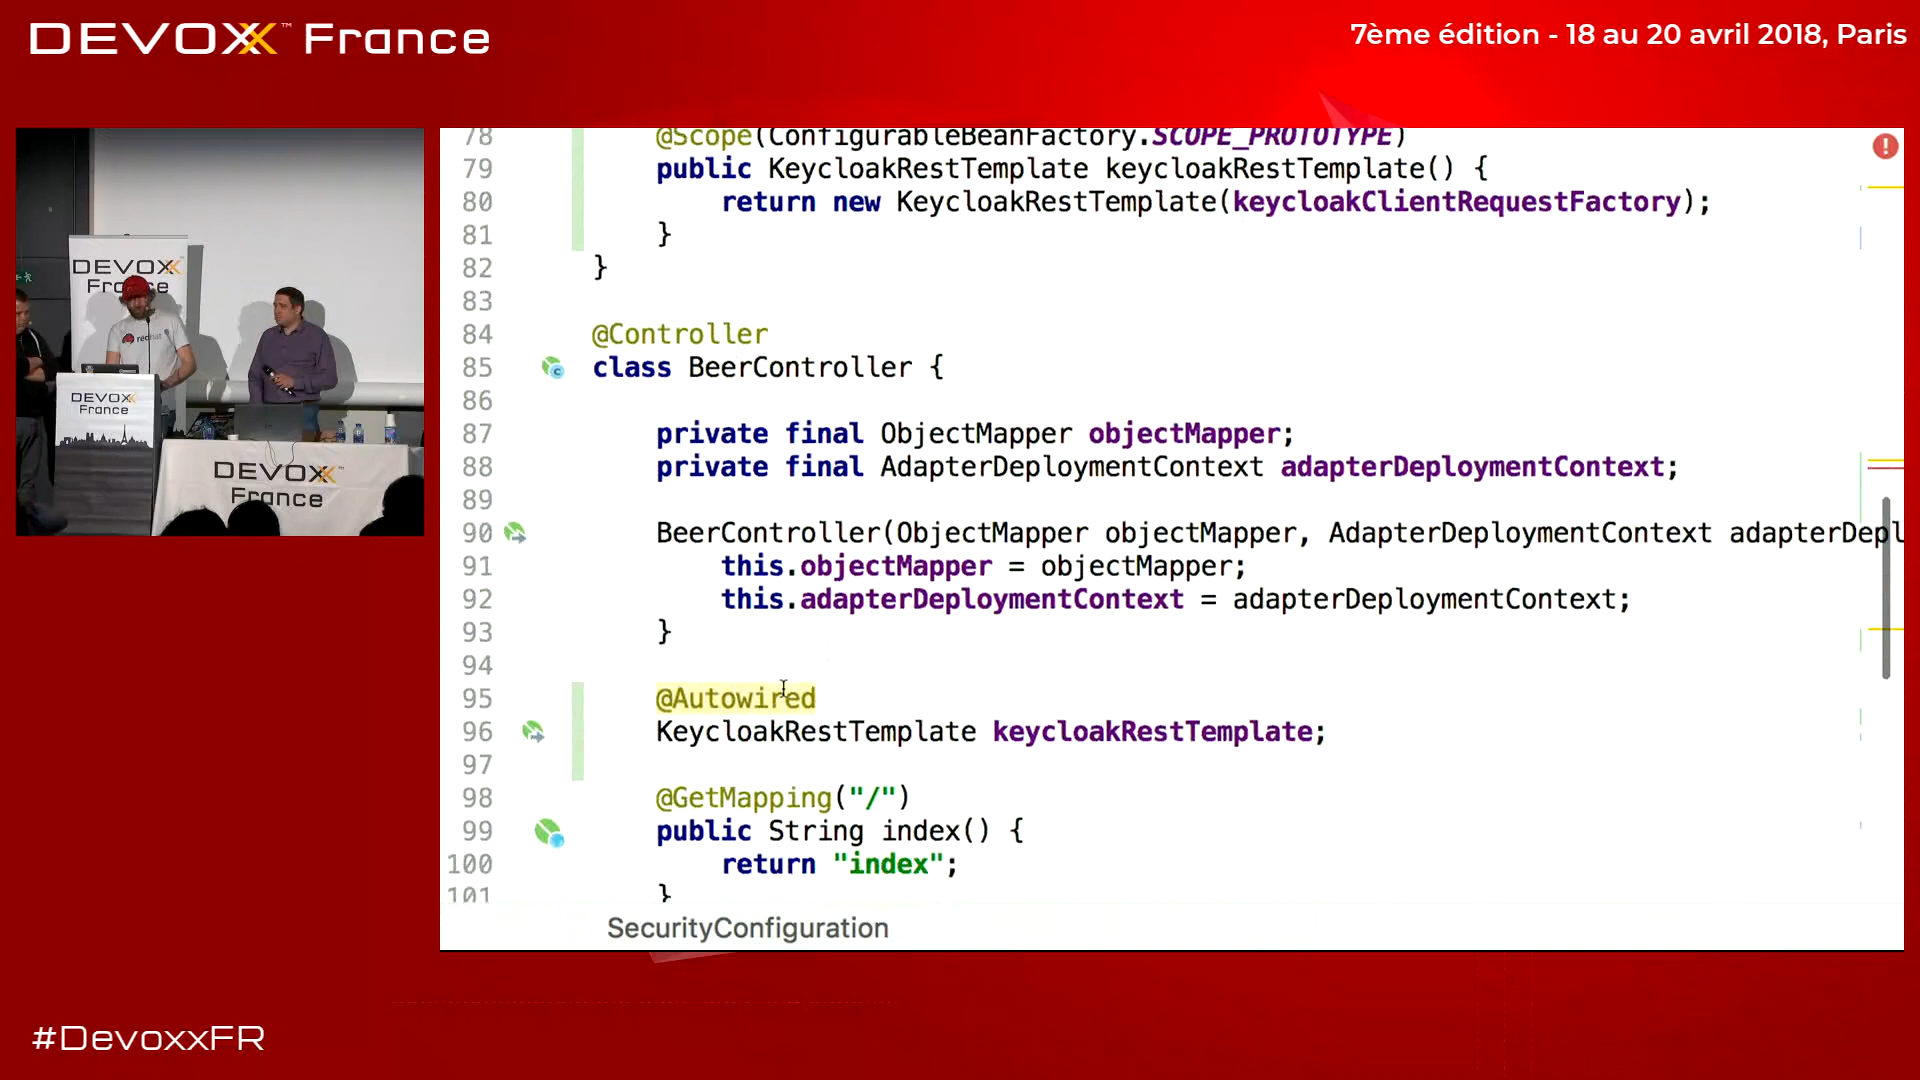 DEVOXX™ France
7ème édition - 18 au 20 avril 2018, Paris
78 @Scope(ConfigurableBeanFactory.SCOPE_PROTOTYPE)
79 public KeycloakRestTemplate keycloakRestTemplate() {
80 return new KeycloakRestTemplate(keycloakClientRequestFactory);
81 }
82 }
83
84 @Controller
85 class BeerController {
86
87 private final ObjectMapper objectMapper;
88 private final AdapterDeploymentContext adapterDeploymentContext;
89
90 BeerController(ObjectMapper objectMapper, AdapterDeploymentContext adapterDepl
91 this.objectMapper = objectMapper;
92 this.adapterDeploymentContext = adapterDeploymentContext;
93 }
94
95 @Autowired
96 KeycloakRestTemplate keycloakRestTemplate;
97
98 @GetMapping("/")
99 public String index() {
100 return "index";
101 }
SecurityConfiguration
DEVOXX
France
redhat
DEVOXX
France
DEVOXX
France
#DevoxxFR